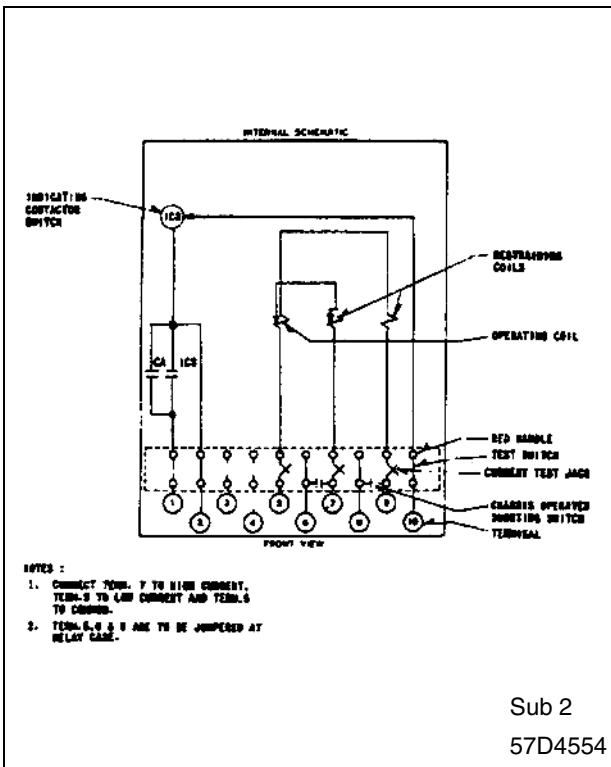 INTERNAL SCHEMATIC
INDICATING
CONTACTOR
SWITCH
ICS
RESTRAINING
COILS
OPERATING COIL
CA
ICS
RED HANDLE
TEST SWITCH
CURRENT TEST JACK
CHASSIS OPERATED
SHORTING SWITCH
TERMINAL
1
2
3
4
5
6
7
8
9
10
FRONT VIEW
NOTES :
1. CONNECT TERM. 7 TO HIGH CURRENT,
TERM.9 TO LOW CURRENT AND TERM.5
TO COMMON.
2. TERM.5,6 & 8 ARE TO BE JUMPERED AT
RELAY CASE.
Sub 2
57D4554